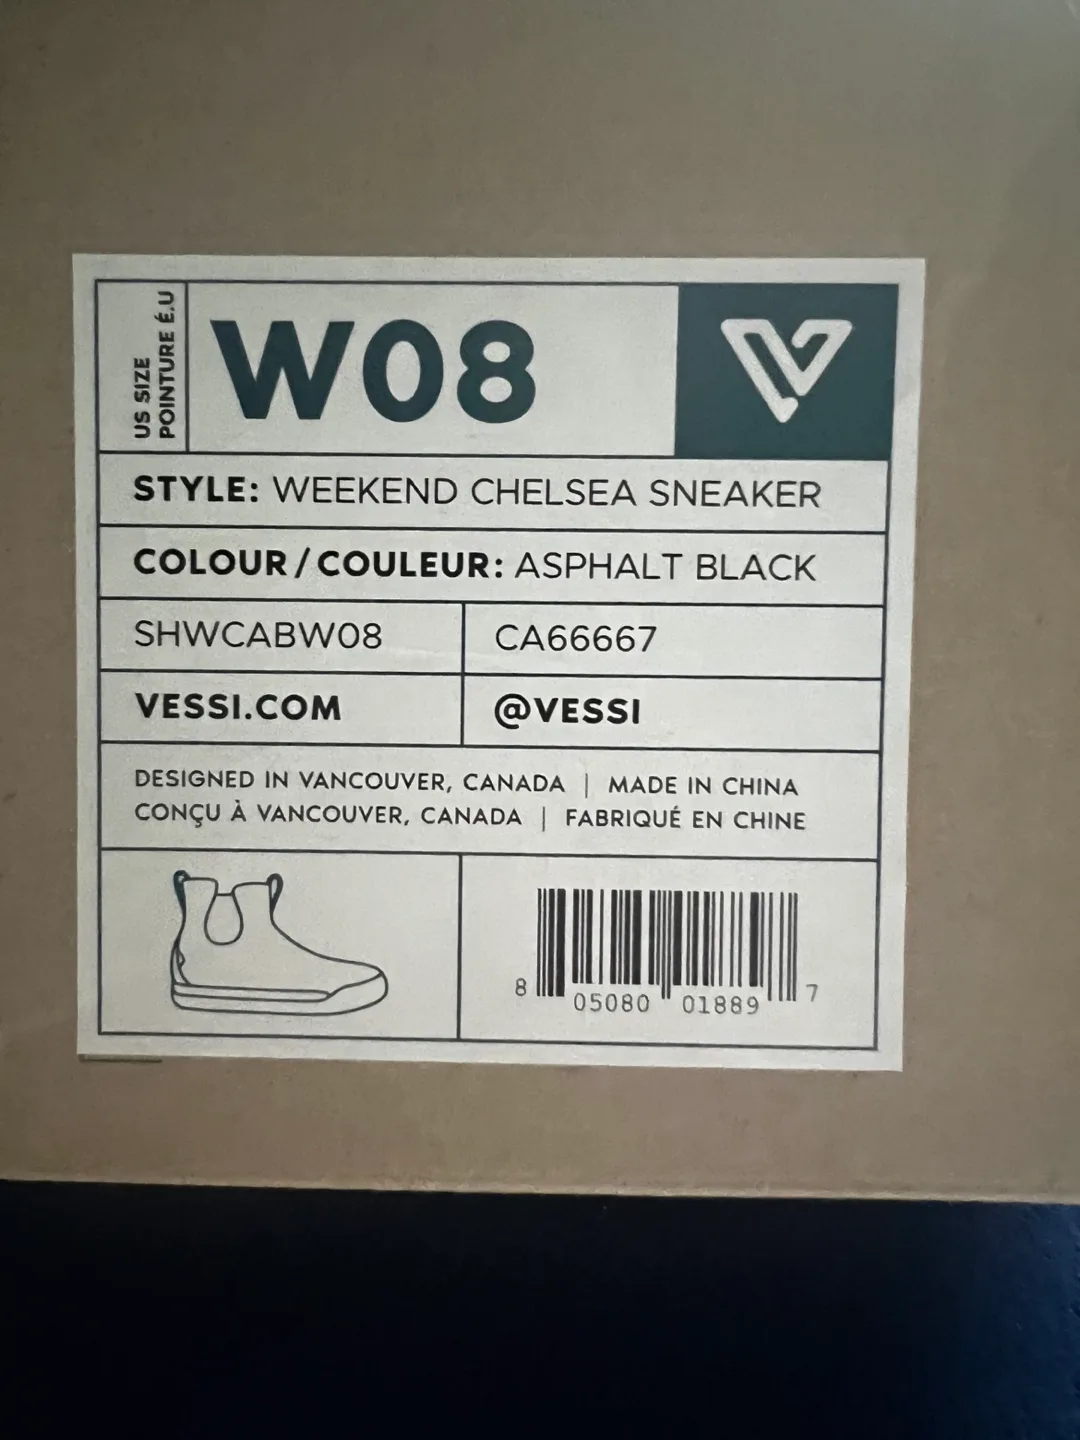 US SIZE
POINTURE É.U
W08
STYLE: WEEKEND CHELSEA SNEAKER
COLOUR/COULEUR: ASPHALT BLACK
SHWCABW08
CA66667
VESSI.COM
@VESSI
DESIGNED IN VANCOUVER, CANADA | MADE IN CHINA
CONÇU À VANCOUVER, CANADA | FABRIQUÉ EN CHINE
8 05080 01889 7